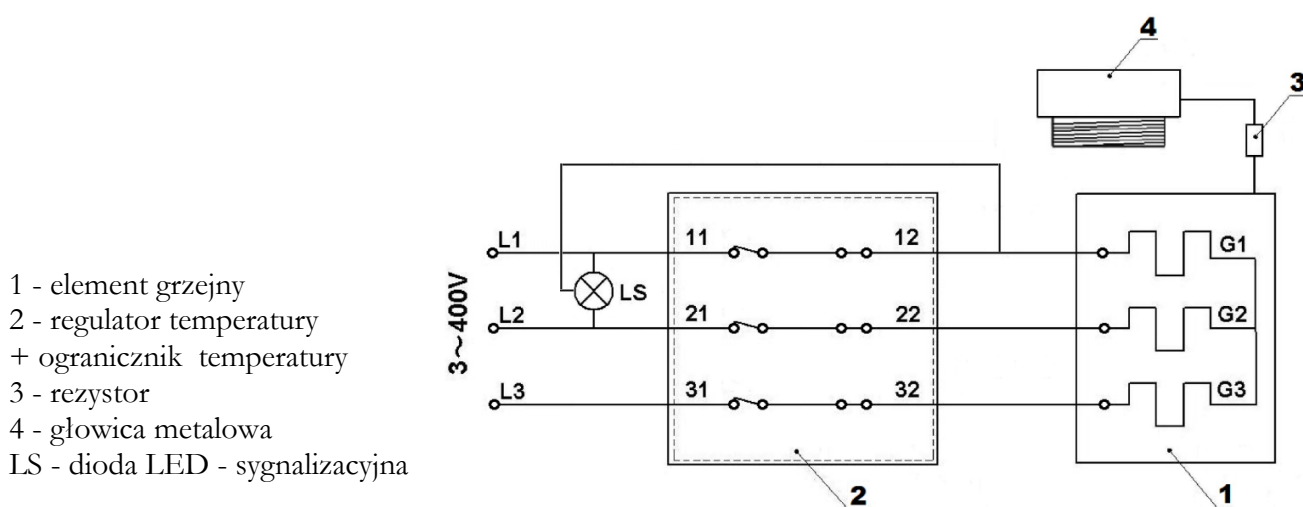 1 - element grzejny
2 - regulator temperatury
+ ogranicznik temperatury
3 - rezystor
4 - głowica metalowa
LS - dioda LED - sygnalizacyjna
4
3
3~400V
L1
11
12
G1
LS
L2
21
22
G2
L3
31
32
G3
2
1